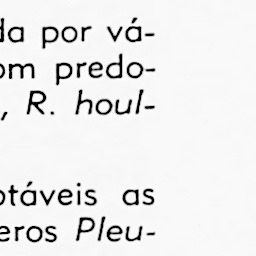 da por vá-
om predo-
, R. houl-
otáveis as
eros Pleu-